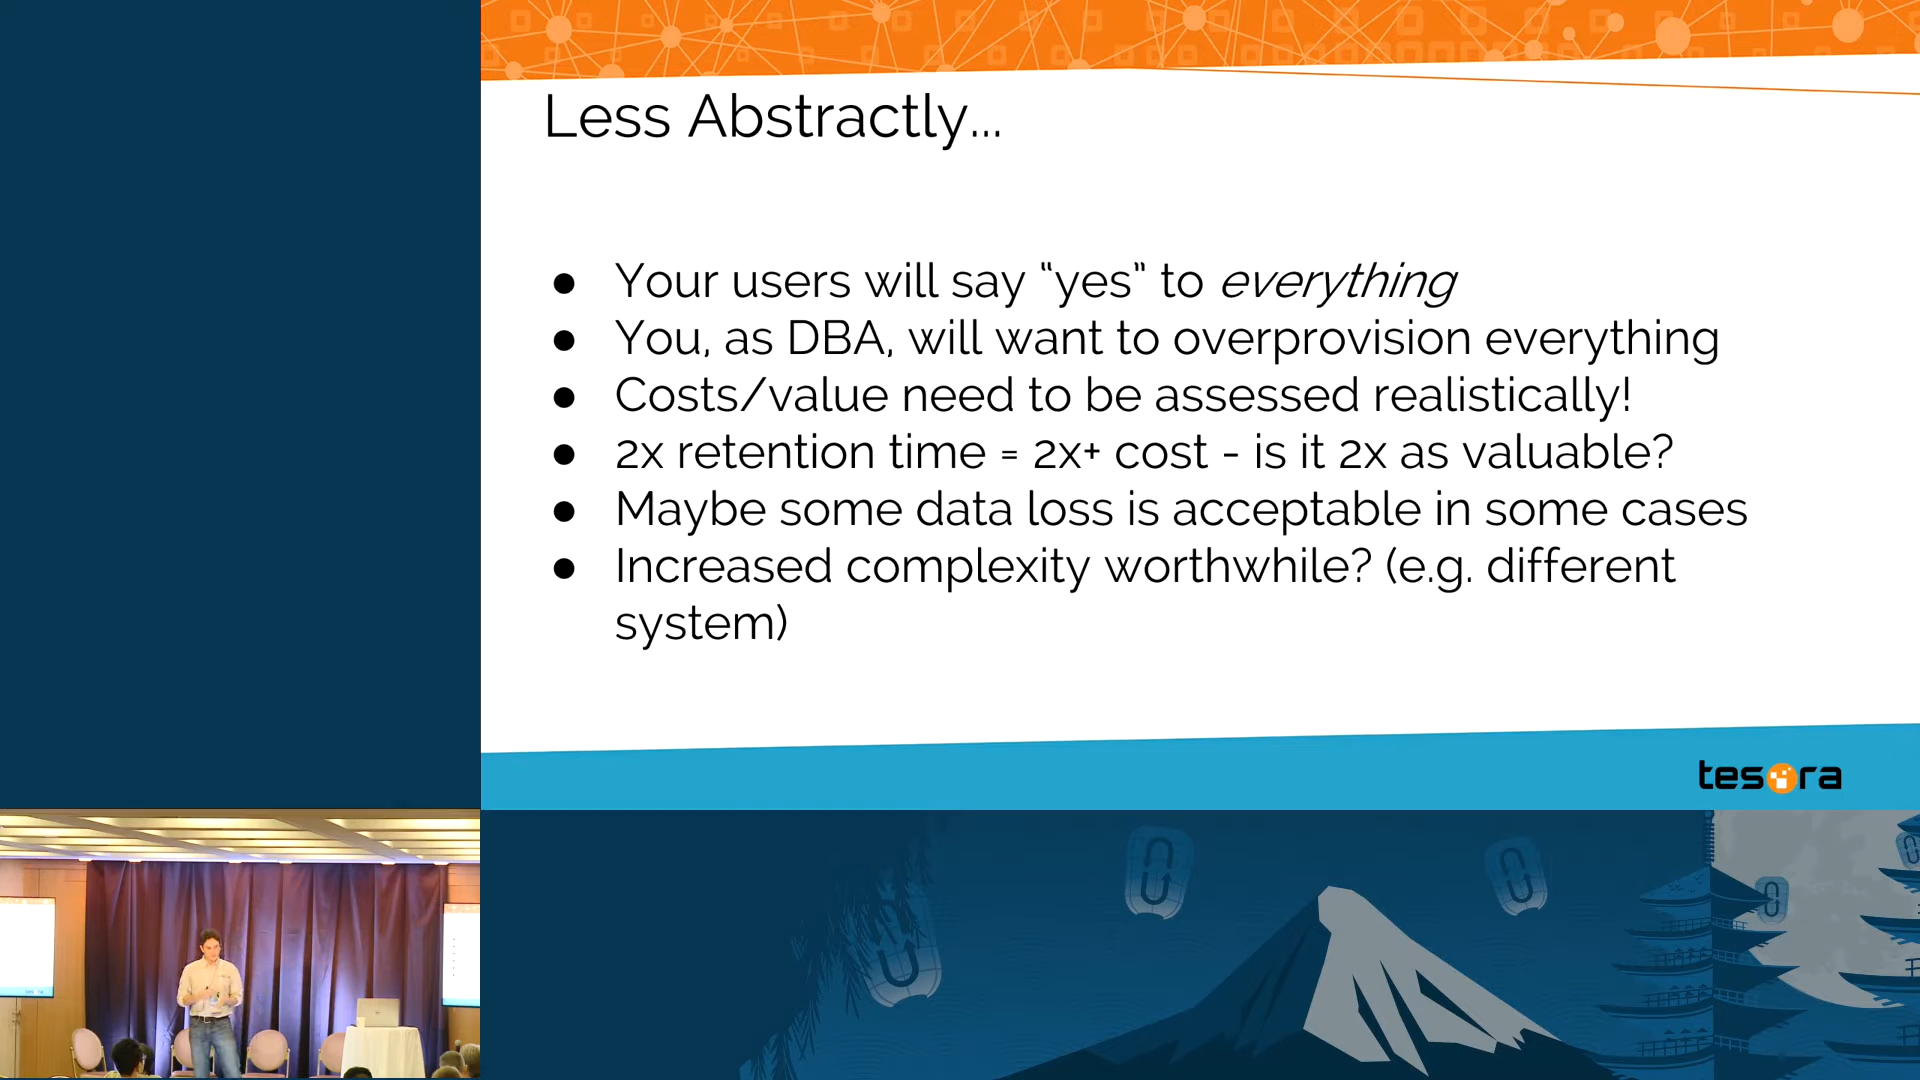 Less Abstractly...
● Your users will say “yes” to everything
● You, as DBA, will want to overprovision everything
● Costs/value need to be assessed realistically!
● 2x retention time = 2x+ cost - is it 2x as valuable?
● Maybe some data loss is acceptable in some cases
● Increased complexity worthwhile? (e.g. different
system)
tesora